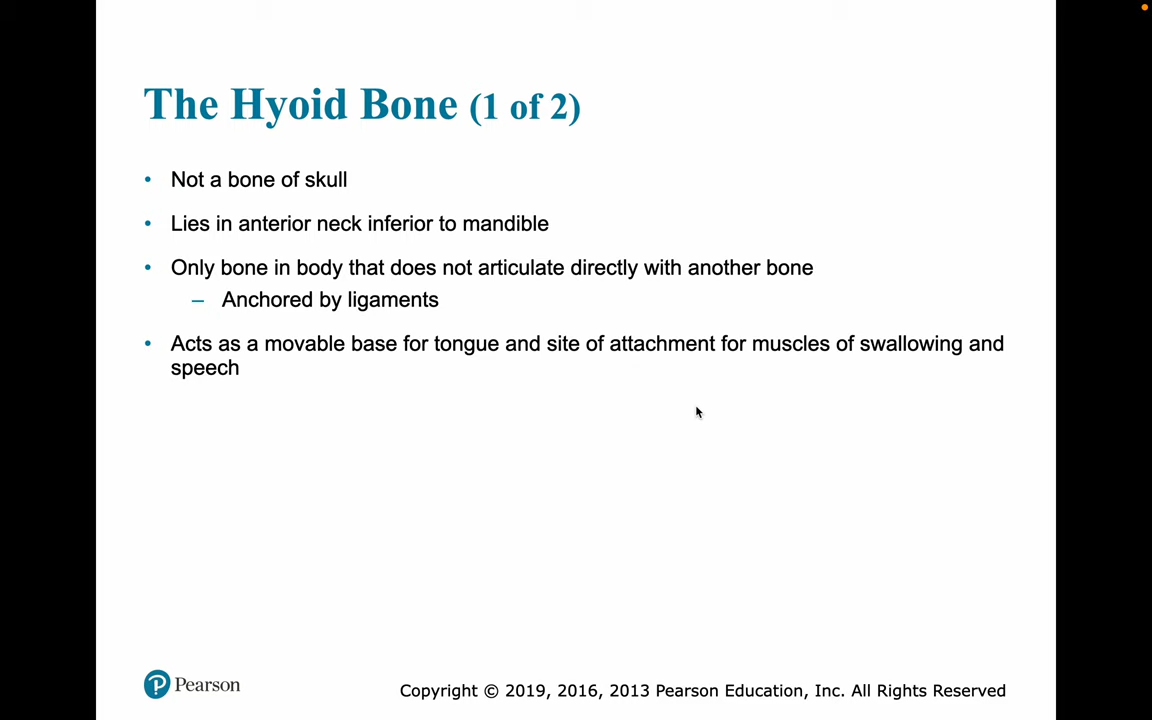 The Hyoid Bone (1 of 2)
• Not a bone of skull
• Lies in anterior neck inferior to mandible
• Only bone in body that does not articulate directly with another bone
– Anchored by ligaments
• Acts as a movable base for tongue and site of attachment for muscles of swallowing and
speech
P Pearson
Copyright © 2019, 2016, 2013 Pearson Education, Inc. All Rights Reserved